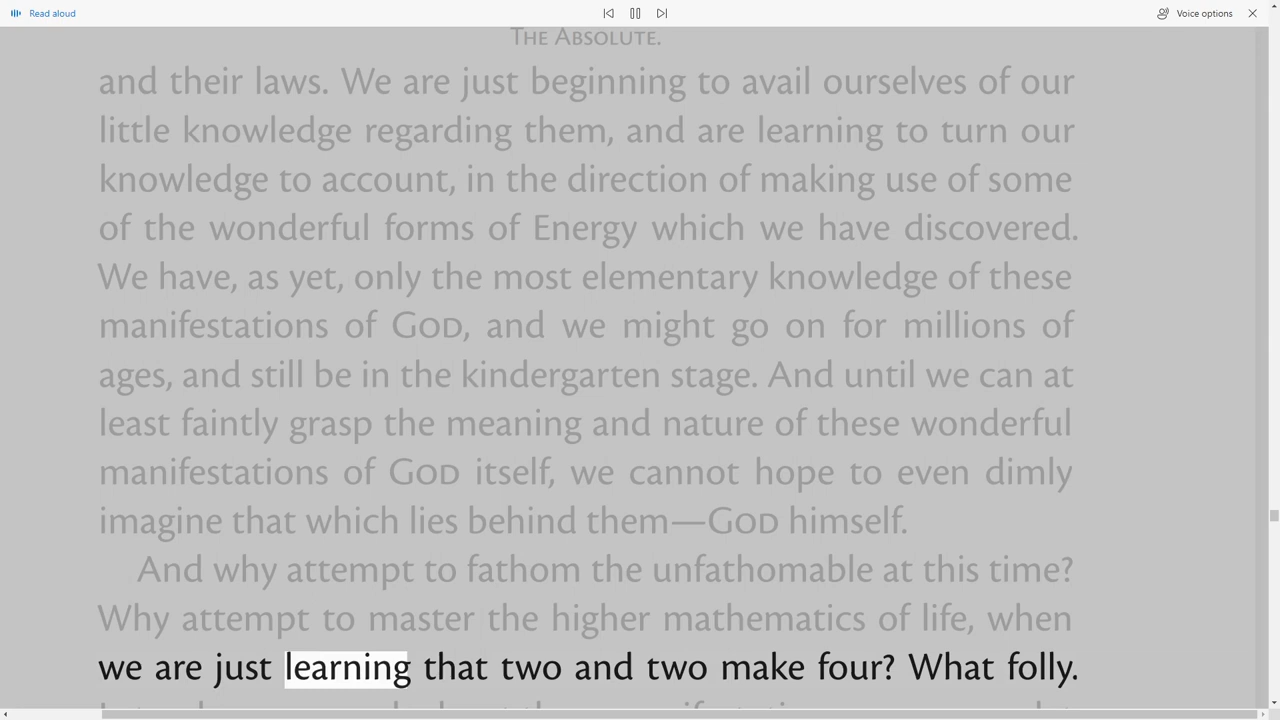 Read aloud
Voice options
THE ABSOLUTE.
and their laws. We are just beginning to avail ourselves of our
little knowledge regarding them, and are learning to turn our
knowledge to account, in the direction of making use of some
of the wonderful forms of Energy which we have discovered.
We have, as yet, only the most elementary knowledge of these
manifestations of GOD, and we might go on for millions of
ages, and still be in the kindergarten stage. And until we can at
least faintly grasp the meaning and nature of these wonderful
manifestations of GOD itself, we cannot hope to even dimly
imagine that which lies behind them—GOD himself.
And why attempt to fathom the unfathomable at this time?
Why attempt to master the higher mathematics of life, when
we are just learning that two and two make four? What folly.